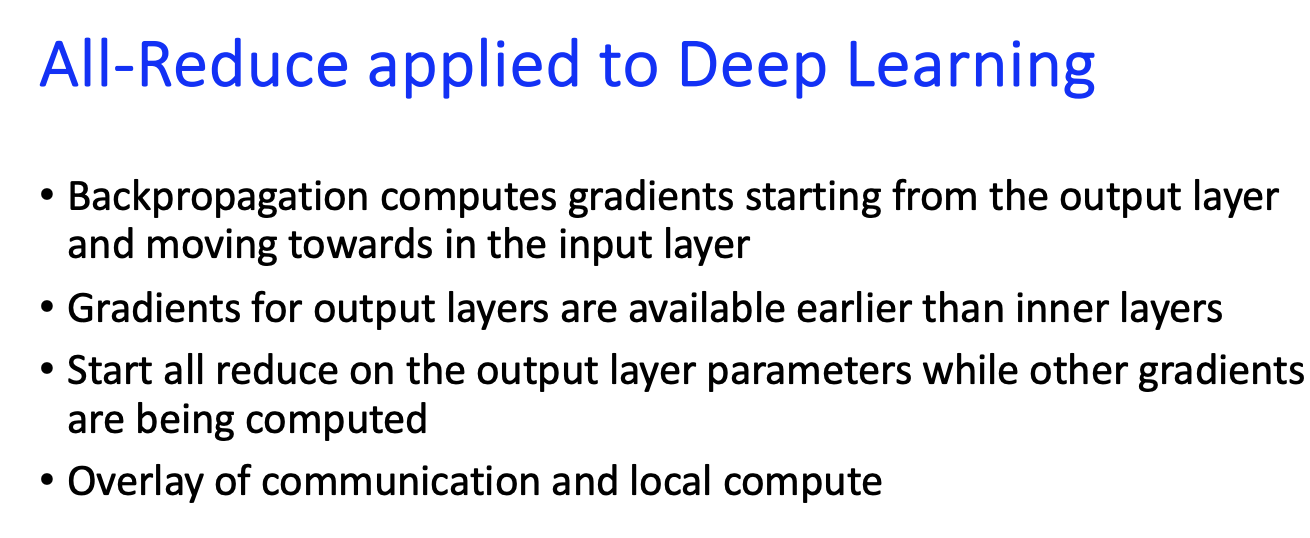 All-Reduce applied to Deep Learning
• Backpropagation computes gradients starting from the output layer
and moving towards in the input layer
• Gradients for output layers are available earlier than inner layers
• Start all reduce on the output layer parameters while other gradients
are being computed
• Overlay of communication and local compute